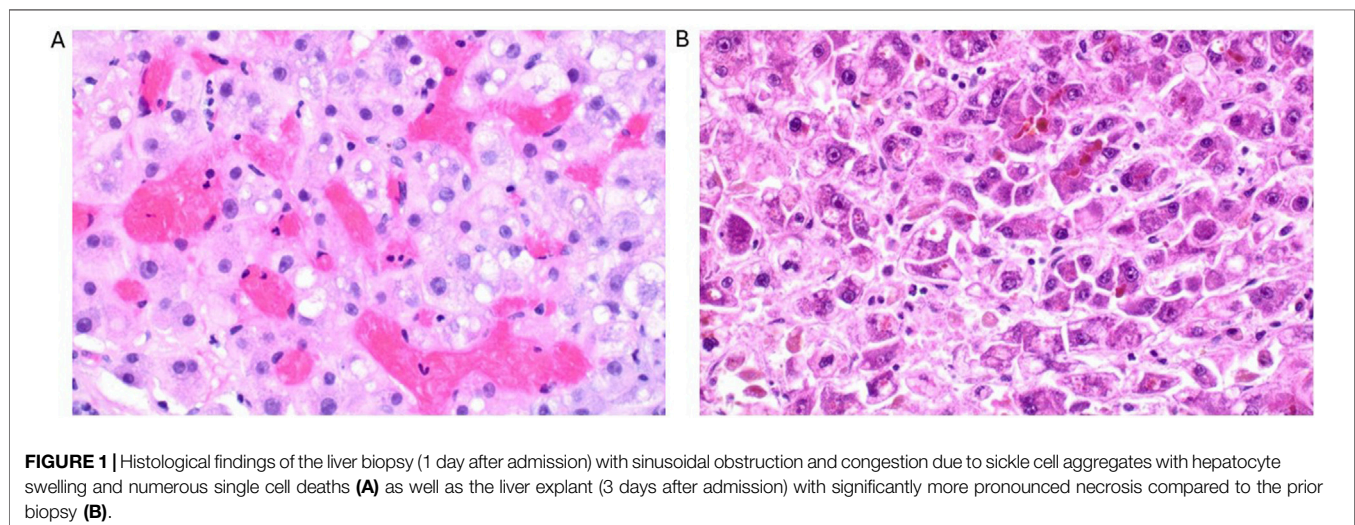 A
B
FIGURE 1 | Histological findings of the liver biopsy (1 day after admission) with sinusoidal obstruction and congestion due to sickle cell aggregates with hepatocyte
swelling and numerous single cell deaths (A) as well as the liver explant (3 days after admission) with significantly more pronounced necrosis compared to the prior
biopsy (B).